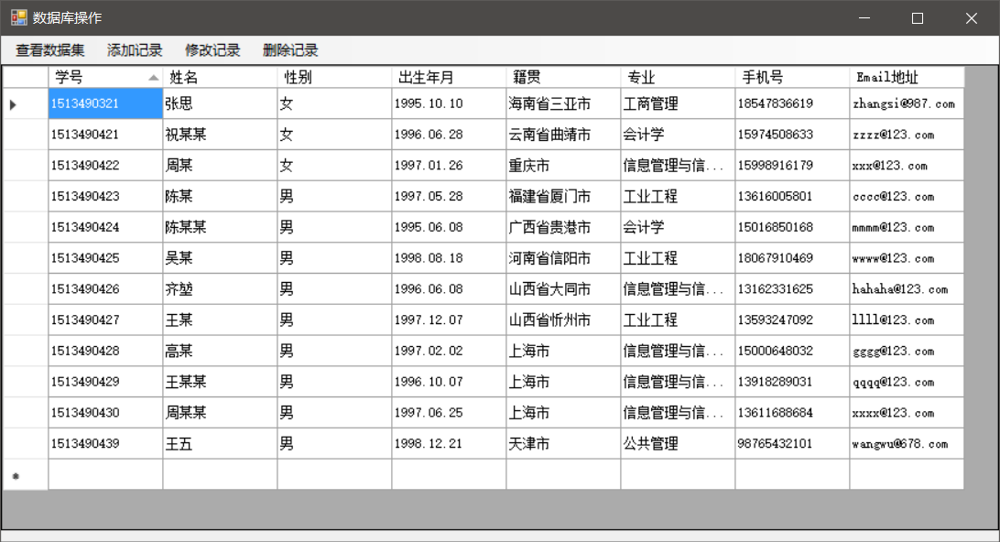 数据库操作
查看数据集 添加记录 修改记录 删除记录
学号 姓名 性别 出生年月 籍贯 专业 手机号 Email地址
1513490321 张思 女 1995.10.10 海南省三亚市 工商管理 18547836619 zhangsi@987.com
1513490421 祝某某 女 1996.06.28 云南省曲靖市 会计学 15974508633 zzzz@123.com
1513490422 周某 女 1997.01.26 重庆市 信息管理与信... 15998916179 xxx@123.com
1513490423 陈某 男 1997.05.28 福建省厦门市 工业工程 13616005801 cccc@123.com
1513490424 陈某某 男 1995.06.08 广西省贵港市 会计学 15016850168 mmmm@123.com
1513490425 吴某 男 1998.08.18 河南省信阳市 工业工程 18067910469 wwww@123.com
1513490426 齐堃 男 1996.06.08 山西省大同市 信息管理与信... 13162331625 hahaha@123.com
1513490427 王某 男 1997.12.07 山西省忻州市 工业工程 13593247092 llll@123.com
1513490428 高某 男 1997.02.02 上海市 信息管理与信... 15000648032 gggg@123.com
1513490429 王某某 男 1996.10.07 上海市 信息管理与信... 13918289031 qqqq@123.com
1513490430 周某某 男 1997.06.25 上海市 信息管理与信... 13611688684 xxxx@123.com
1513490439 王五 男 1998.12.21 天津市 公共管理 98765432101 wangwu@678.com